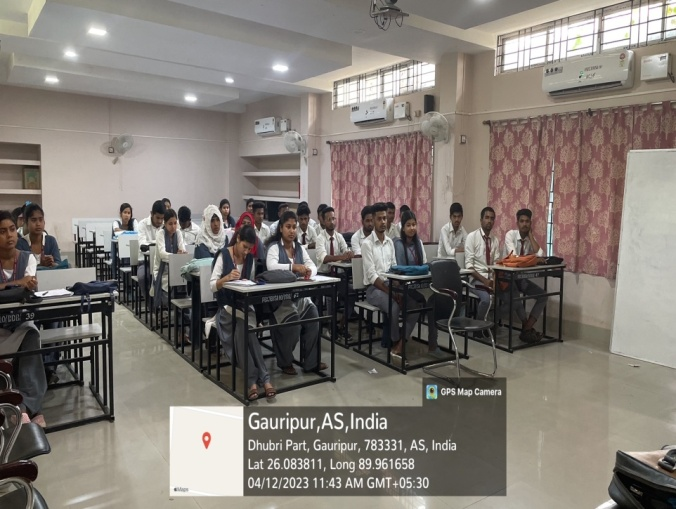 GPS Map Camera
Gauripur,AS,India
Dhubri Part, Gauripur, 783331, AS, India
Lat 26.083811, Long 89.961658
04/12/2023 11:43 AM GMT+05:30